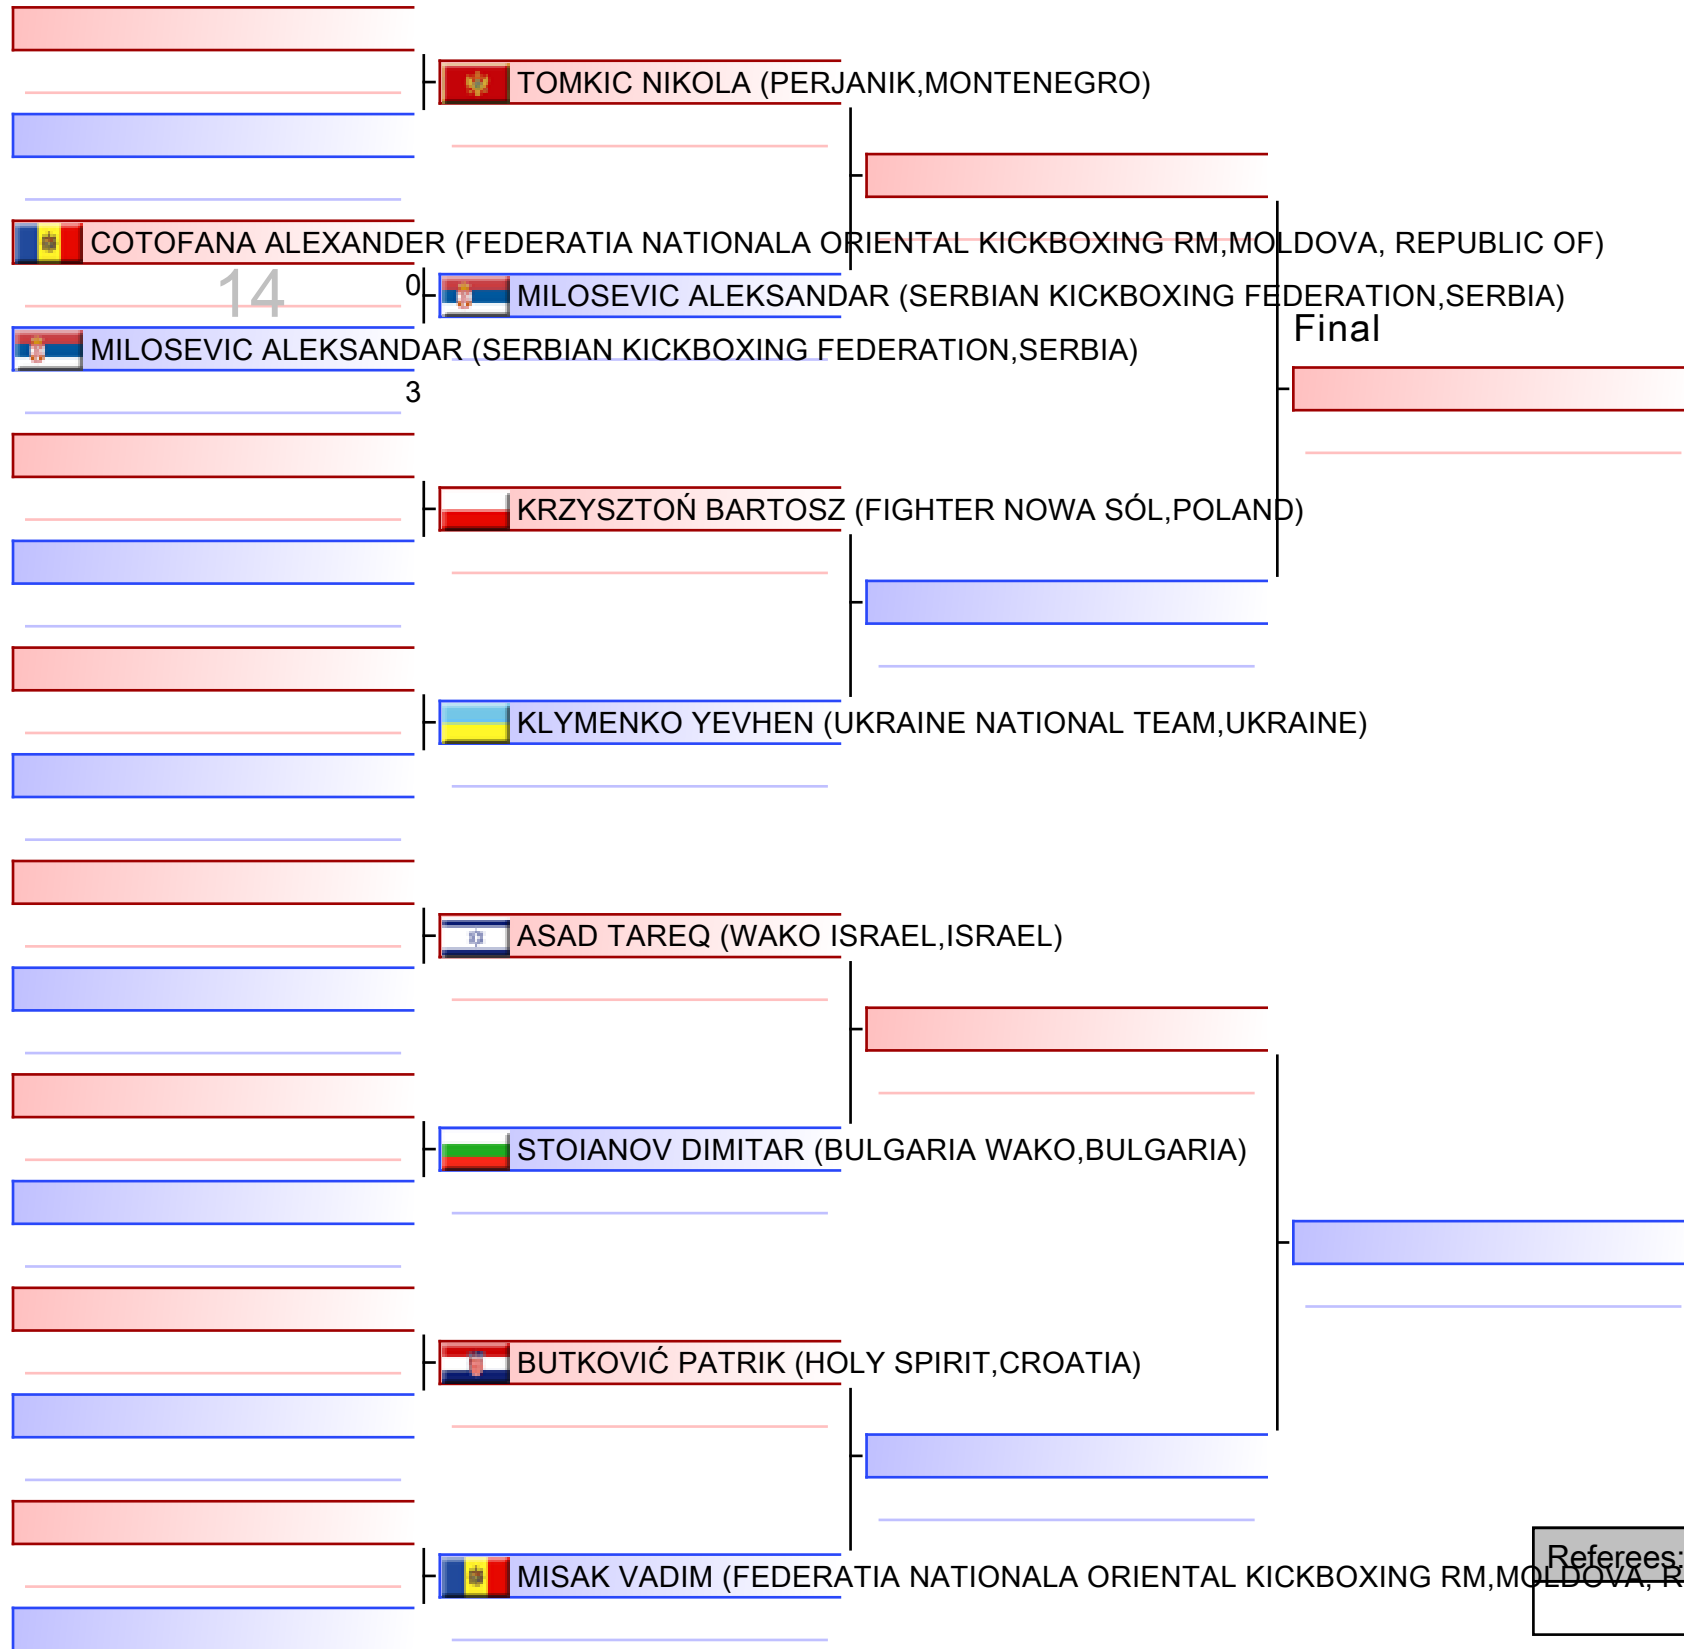 TOMKIC NIKOLA (PERJANIK,MONTENEGRO)
COTOFANA ALEXANDER (FEDERATIA NATIONALA ORIENTAL KICKBOXING RM,MOLDOVA, REPUBLIC OF)
14
0
MILOSEVIC ALEKSANDAR (SERBIAN KICKBOXING FEDERATION,SERBIA)
Final
MILOSEVIC ALEKSANDAR (SERBIAN KICKBOXING FEDERATION,SERBIA)
3
KRZYSZTOŃ BARTOSZ (FIGHTER NOWA SÓL,POLAND)
KLYMENKO YEVHEN (UKRAINE NATIONAL TEAM,UKRAINE)
ASAD TAREQ (WAKO ISRAEL,ISRAEL)
STOIANOV DIMITAR (BULGARIA WAKO,BULGARIA)
BUTKOVIĆ PATRIK (HOLY SPIRIT,CROATIA)
Referees:
MISAK VADIM (FEDERATIA NATIONALA ORIENTAL KICKBOXING RM,MOLDOVA, R